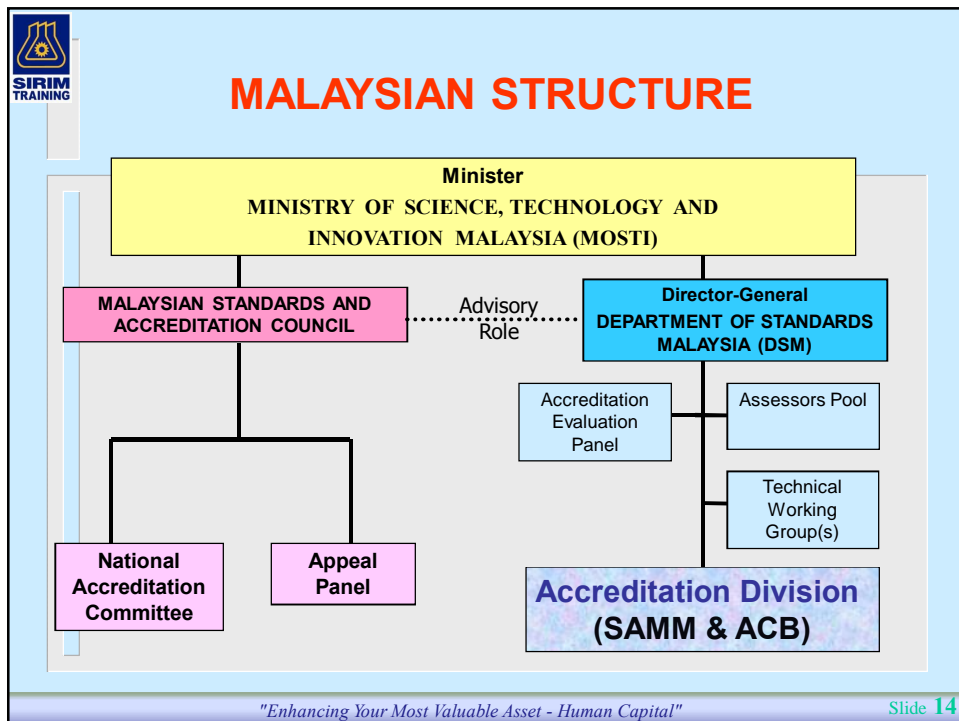 SIRIM
TRAINING
MALAYSIAN STRUCTURE
Minister
MINISTRY OF SCIENCE, TECHNOLOGY AND
INNOVATION MALAYSIA (MOSTI)
MALAYSIAN STANDARDS AND
ACCREDITATION COUNCIL
Advisory
Role
Director-General
DEPARTMENT OF STANDARDS
MALAYSIA (DSM)
Accreditation
Evaluation
Panel
Assessors Pool
Technical
Working
Group(s)
National
Accreditation
Committee
Appeal
Panel
Accreditation Division
(SAMM & ACB)
"Enhancing Your Most Valuable Asset - Human Capital"
Slide 14